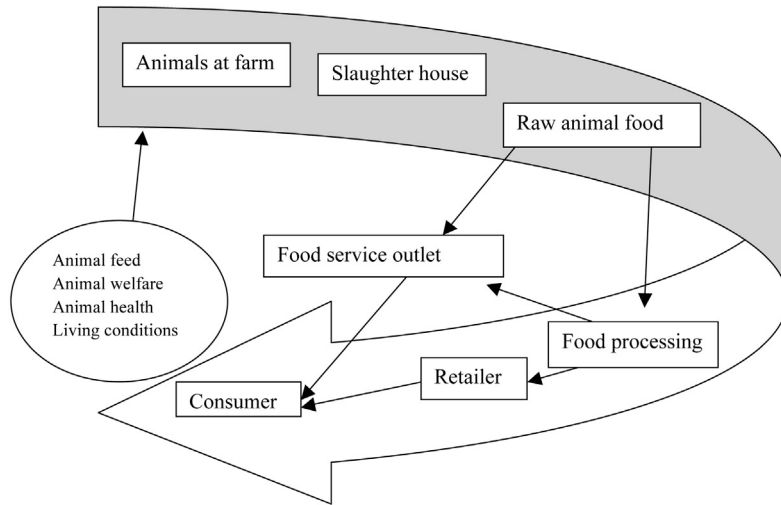 Animals at farm
Slaughter house
Raw animal food
Food service outlet
Animal feed
Animal welfare
Animal health
Living conditions
Food processing
Retailer
Consumer